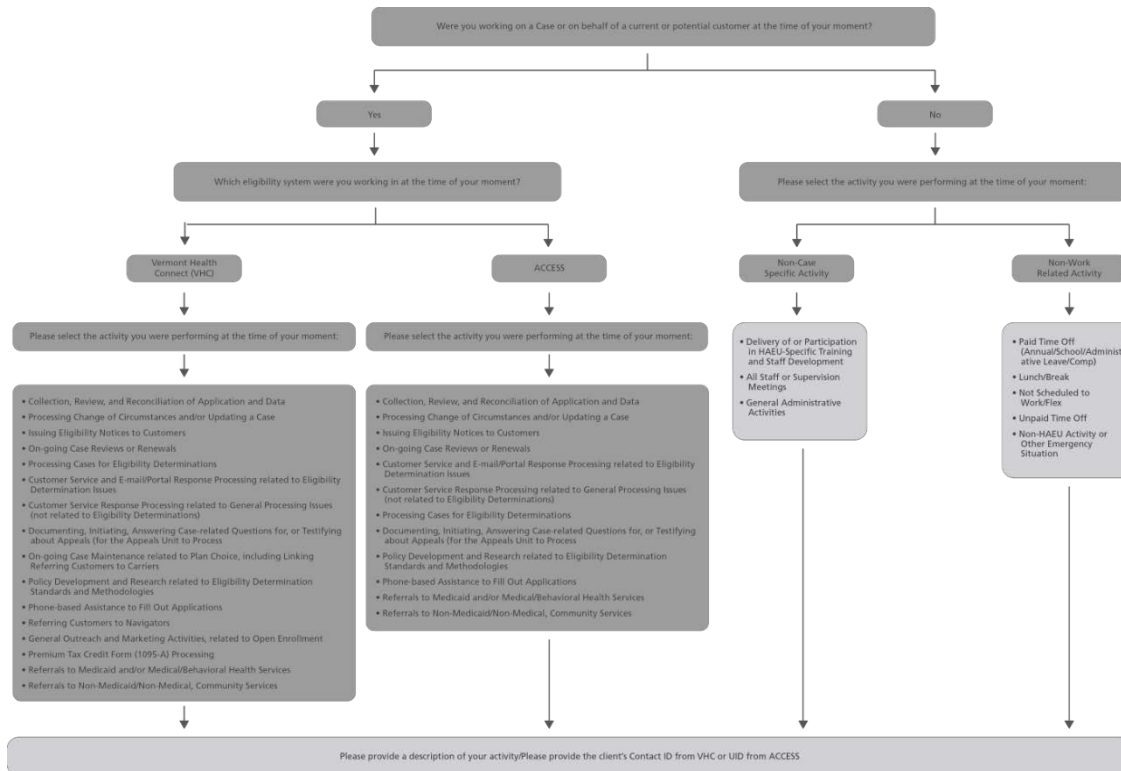 Were you working on a Case or on behalf of a current or potential customer at the time of your moment?
Yes
No
Which eligibility system were you working in at the time of your moment?
Please select the activity you were performing at the time of your moment:
Vermont Health
Connect (VHC)
ACCESS
Non-Case
Specific Activity
Non-Work
Related Activity
Please select the activity you were performing at the time of your moment:
Please select the activity you were performing at the time of your moment:
• Collection, Review, and Reconciliation of Application and Data
• Processing Change of Circumstances and/or Updating a Case
• Issuing Eligibility Notices to Customers
• On-going Case Reviews or Renewals
• Processing Cases for Eligibility Determinations
• Customer Service and E-mail/Portal Response Processing related to Eligibility
Determination Issues
• Customer Service Response Processing related to General Processing Issues
(not related to Eligibility Determinations)
• Documenting, Initiating, Answering Case-related Questions for, or Testifying
about Appeals (for the Appeals Unit to Process
• On-going Case Maintenance related to Plan Choice, including Linking
Referring Customers to Carriers
• Policy Development and Research related to Eligibility Determination
Standards and Methodologies
• Phone-based Assistance to Fill Out Applications
• Referring Customers to Navigators
• General Outreach and Marketing Activities, related to Open Enrollment
• Premium Tax Credit Form (1095-A) Processing
• Referrals to Medicaid and/or Medical/Behavioral Health Services
• Referrals to Non-Medicaid/Non-Medical, Community Services
• Collection, Review, and Reconciliation of Application and Data
• Processing Change of Circumstances and/or Updating a Case
• Issuing Eligibility Notices to Customers
• On-going Case Reviews or Renewals
• Customer Service and E-mail/Portal Response Processing related to Eligibility
Determination Issues
• Customer Service Response Processing related to General Processing Issues
(not related to Eligibility Determinations)
• Processing Cases for Eligibility Determinations
• Documenting, Initiating, Answering Case-related Questions for, or Testifying
about Appeals (for the Appeals Unit to Process
• Policy Development and Research related to Eligibility Determination
Standards and Methodologies
• Phone-based Assistance to Fill Out Applications
• Referrals to Medicaid and/or Medical/Behavioral Health Services
• Referrals to Non-Medicaid/Non-Medical, Community Services
• Delivery of or Participation
in HAEU-Specific Training
and Staff Development
• All Staff or Supervision
Meetings
• General Administrative
Activities
• Paid Time Off
(Annual/School/Administr
ative Leave/Comp)
• Lunch/Break
• Not Scheduled to
Work/Flex
• Unpaid Time Off
• Non-HAEU Activity or
Other Emergency
Situation
Please provide a description of your activity/Please provide the client's Contact ID from VHC or UID from ACCESS